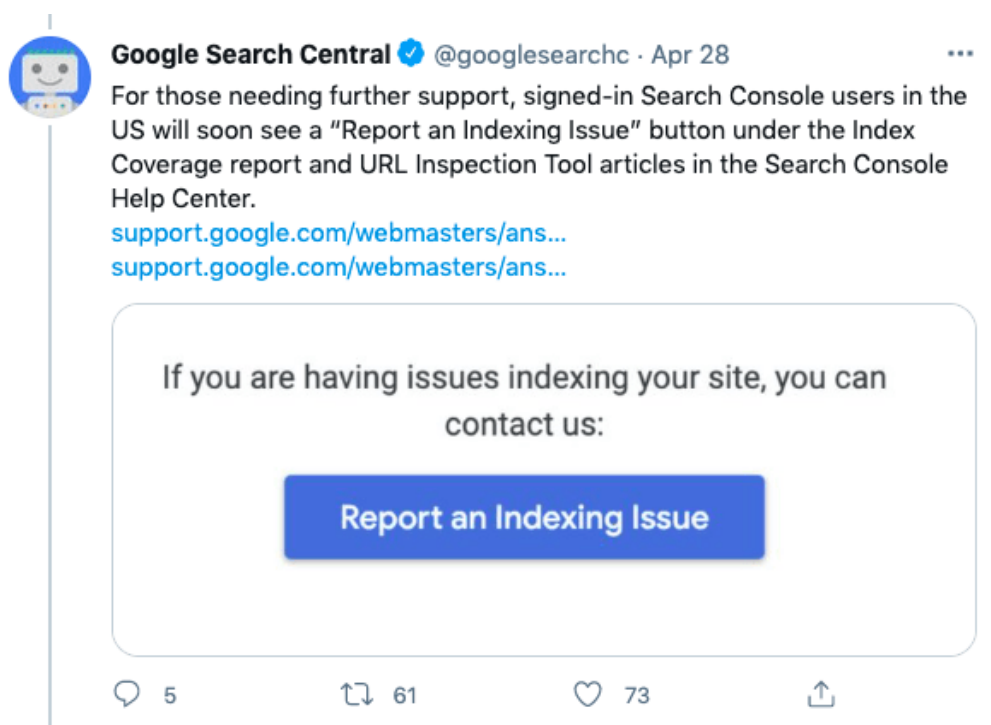 Google Search Central @googlesearchc · Apr 28 ...
For those needing further support, signed-in Search Console users in the
US will soon see a “Report an Indexing Issue” button under the Index
Coverage report and URL Inspection Tool articles in the Search Console
Help Center.
support.google.com/webmasters/ans...
support.google.com/webmasters/ans...
If you are having issues indexing your site, you can
contact us:
Report an Indexing Issue
5 61 73